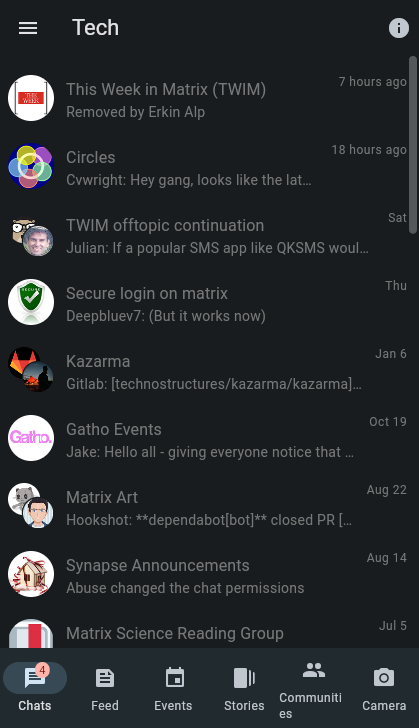 Tech
This Week in Matrix (TWIM)
7 hours ago
Removed by Erkin Alp
THIS WEEK
Circles
18 hours ago
Cvwright: Hey gang, looks like the lat…
TWIM offtopic continuation
Sat
Julian: If a popular SMS app like QKSMS woul…
Secure login on matrix
Thu
Deepbluev7: (But it works now)
SECURE
Kazarma
Jan 6
Gitlab: [technostructures/kazarma/kazarma]…
Gatho Events
Oct 19
Gatho.
Jake: Hello all - giving everyone notice that …
Matrix Art
Aug 22
Hookshot: **dependabot[bot]** closed PR […
Synapse Announcements
Aug 14
Abuse changed the chat permissions
Matrix Science Reading Group
Jul 5
4
Chats
Feed
Events
Stories
Communiti
es
Camera